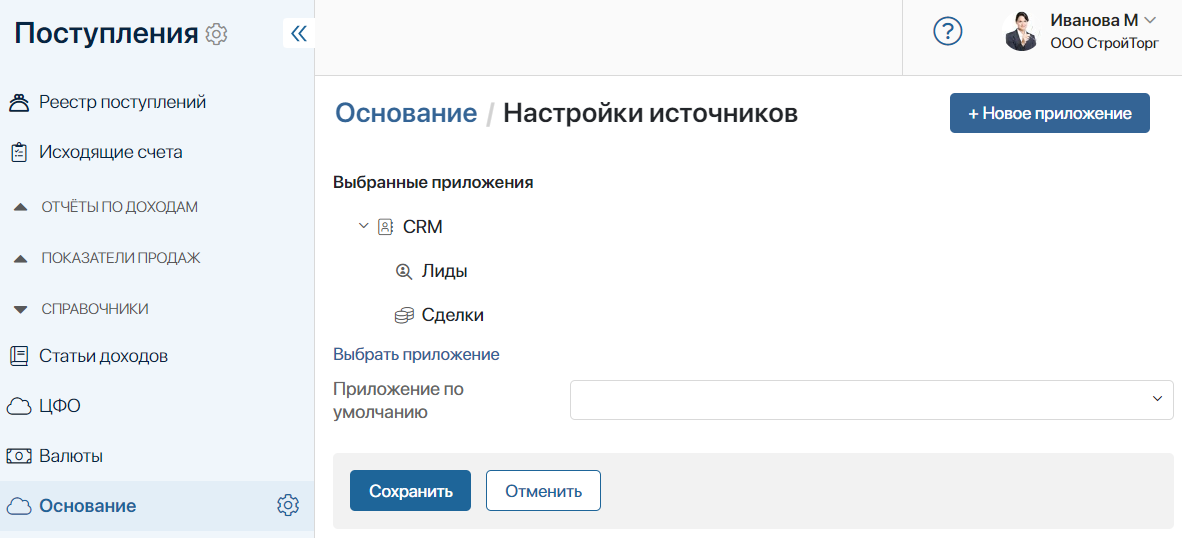 Поступления
Реестр поступлений
Исходящие счета
ОТЧЁТЫ ПО ДОХОДАМ
ПОКАЗАТЕЛИ ПРОДАЖ
СПРАВОЧНИКИ
Статьи доходов
ЦФО
Валюты
Основание
?
Иванова М
ООО СтройТорг
Основание / Настройки источников
+ Новое приложение
Выбранные приложения
CRM
Лиды
Сделки
Выбрать приложение
Приложение по
умолчанию
Сохранить
Отменить